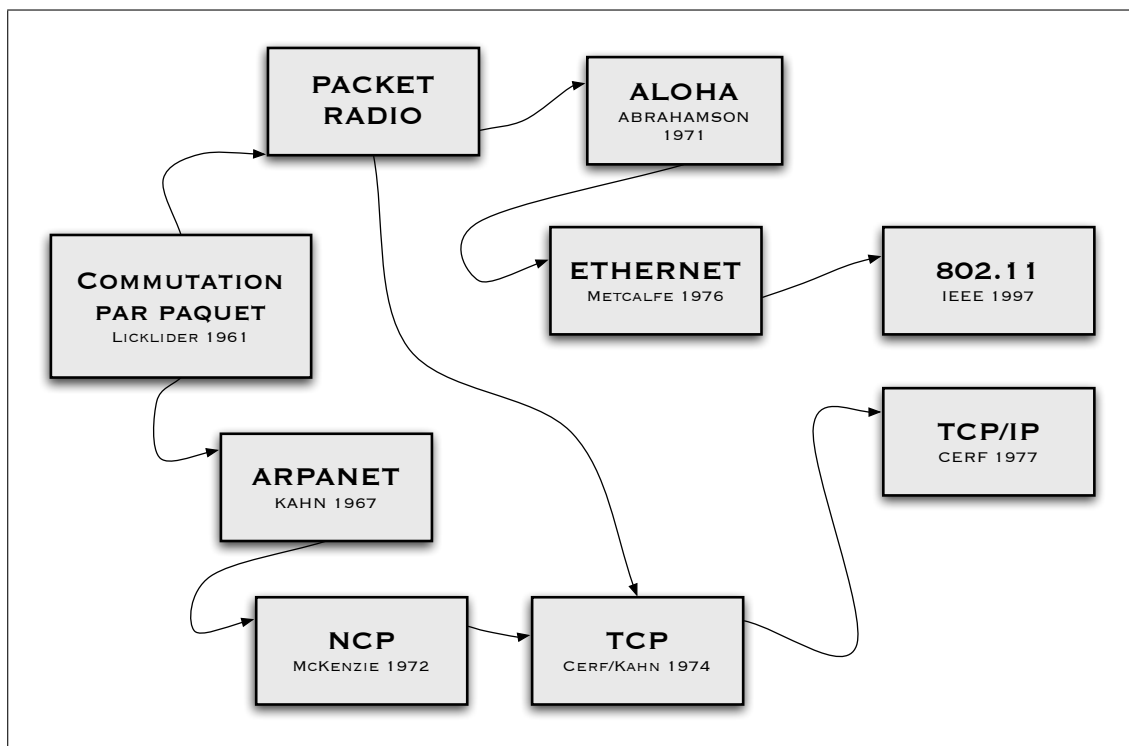 PACKET
RADIO
ALOHA
ABRAHAMSON
1971
COMMUTATION
PAR PAQUET
LICKLIDER 1961
ETHERNET
METCALFE 1976
802.11
IEEE 1997
TCP/IP
CERF 1977
ARPANET
KAHN 1967
NCP
MCKENZIE 1972
TCP
CERF/KAHN 1974